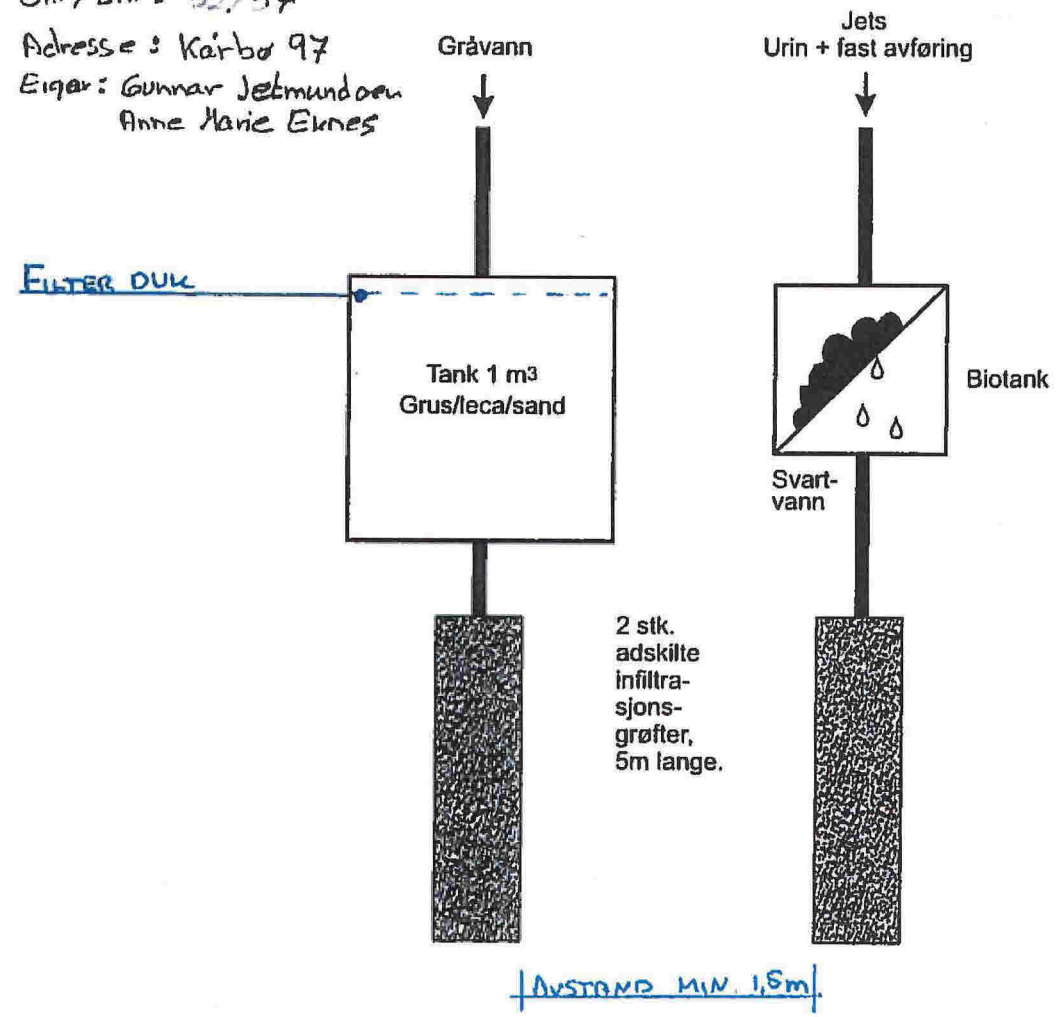 Adresse : Kårbø 97
Eigar : Gunnar Jetmundsen
Anne Marie Eknes
Gråvann
Jets
Urin + fast avføring
FILTER DUK
Tank 1 m3
Grus/leca/sand
Biotank
Svart-
vann
2 stk.
adskilte
infiltra-
sjons-
grøfter,
5m lange.
AVSTAND MIN. 1,5m